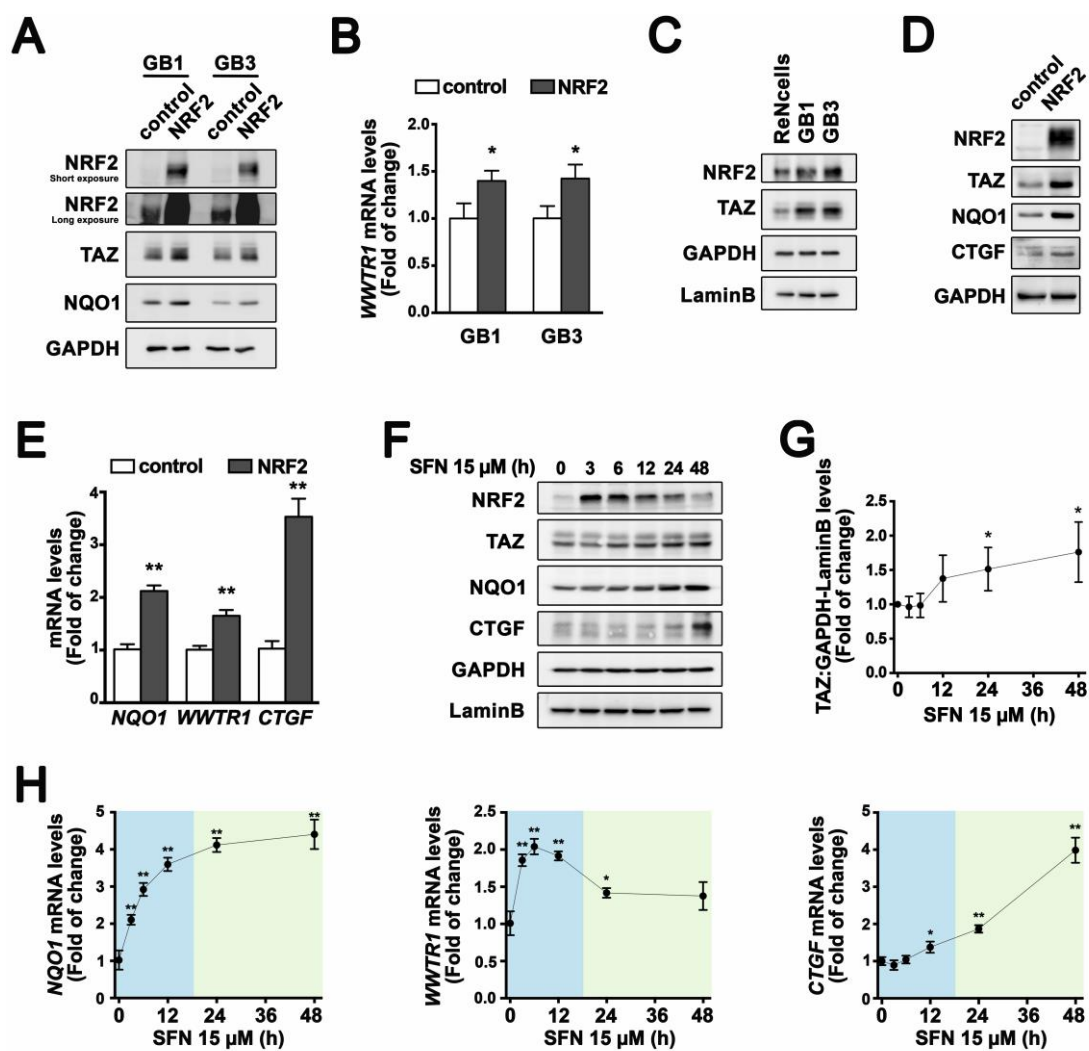 A
GB1 GB3
control NRF2 control NRF2
NRF2
Short exposure
NRF2
Long exposure
TAZ
NQO1
GAPDH
B
control NRF2
WWTR1 mRNA levels
(Fold of change)
2.0
1.5
1.0
0.5
0.0
* *
GB1 GB3
C
ReNcells GB1 GB3
NRF2
TAZ
GAPDH
LaminB
D
control NRF2
NRF2
TAZ
NQO1
CTGF
GAPDH
E
control NRF2
mRNA levels
(Fold of change)
4
3
2
1
0
** ** **
NQO1 WWTR1 CTGF
F
SFN 15 µM (h) 0 3 6 12 24 48
NRF2
TAZ
NQO1
CTGF
GAPDH
LaminB
G
TAZ:GAPDH-LaminB levels
(Fold of change)
2.5
2.0
1.5
1.0
0.5
0.0
* *
0 12 24 36 48
SFN 15 µM (h)
H
NQO1 mRNA levels
(Fold of change)
5
4
3
2
1
0
** ** ** ** **
0 12 24 36 48
SFN 15 µM (h)
WWTR1 mRNA levels
(Fold of change)
2.5
2.0
1.5
1.0
0.5
0.0
** ** ** *
0 12 24 36 48
SFN 15 µM (h)
CTGF mRNA levels
(Fold of change)
5
4
3
2
1
0
* ** **
0 12 24 36 48
SFN 15 µM (h)